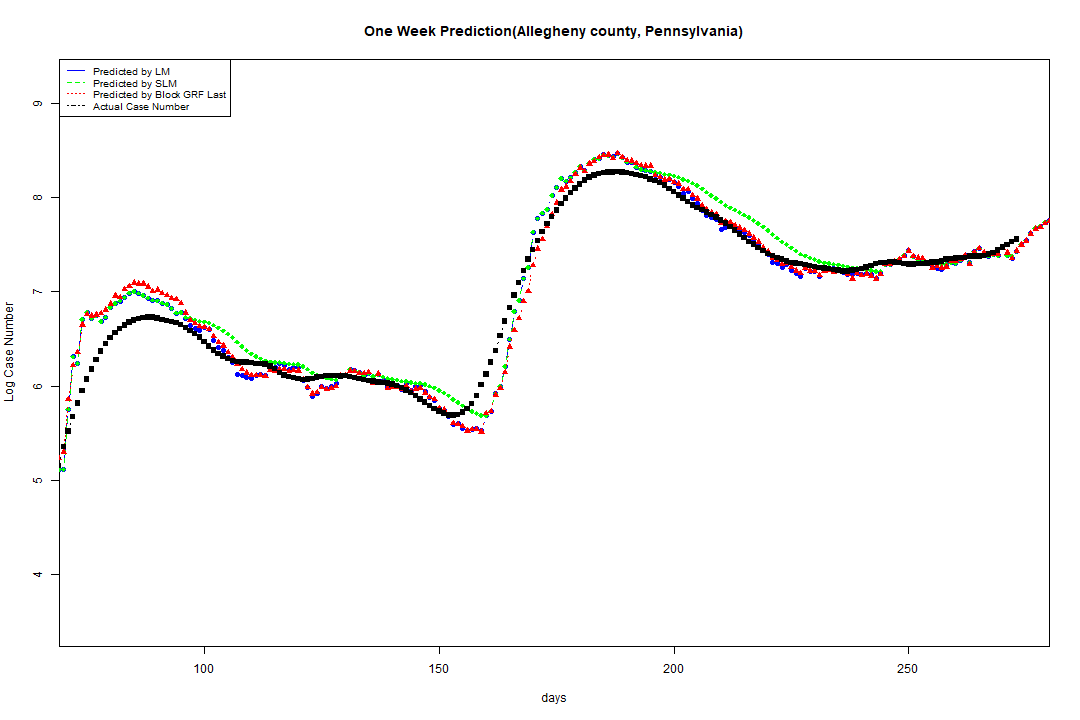 One Week Prediction(Allegheny county, Pennsylvania)
Predicted by LM
Predicted by SLM
Predicted by Block GRF Last
Actual Case Number
9
8
7
6
5
4
Log Case Number
100
150
200
250
days